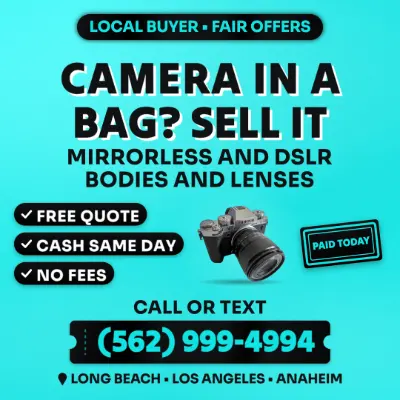 LOCAL BUYER • FAIR OFFERS
CAMERA IN A
BAG? SELL IT
MIRRORLESS AND DSLR
BODIES AND LENSES
FREE QUOTE
CASH SAME DAY
NO FEES
PAID TODAY
CALL OR TEXT
(562) 999-4994
LONG BEACH • LOS ANGELES • ANAHEIM